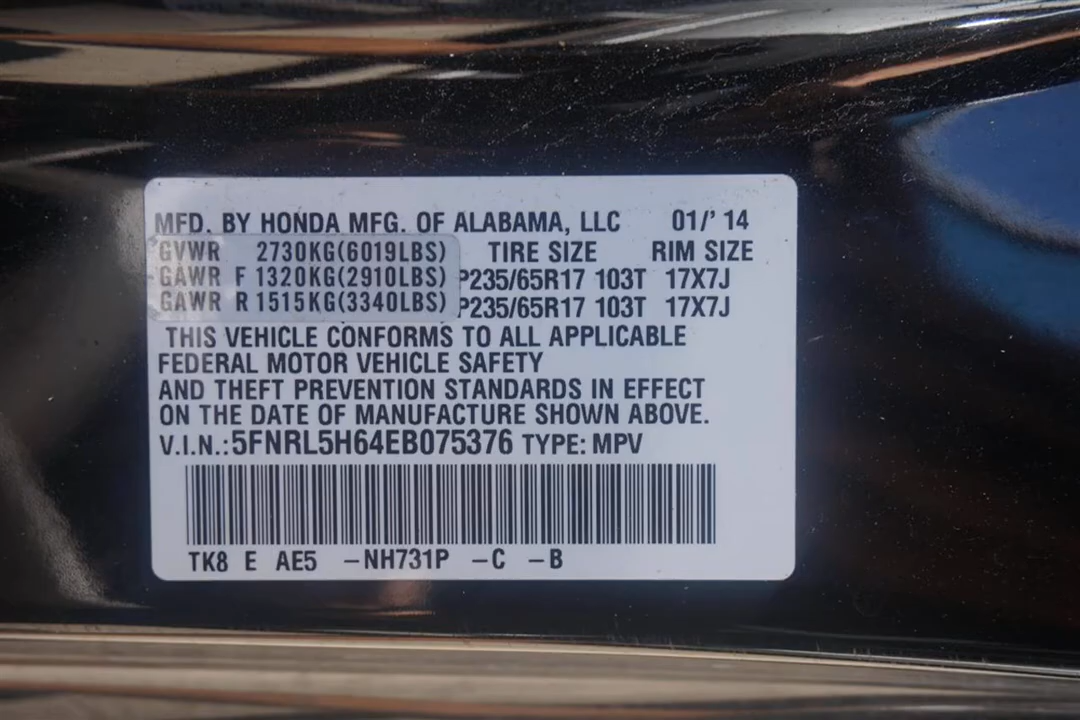 MFD. BY HONDA MFG. OF ALABAMA, LLC 01/'14
GVWR 2730KG(6019LBS) TIRE SIZE RIM SIZE
GAWR F 1320KG(2910LBS) P235/65R17 103T 17X7J
GAWR R 1515KG(3340LBS) P235/65R17 103T 17X7J
THIS VEHICLE CONFORMS TO ALL APPLICABLE
FEDERAL MOTOR VEHICLE SAFETY
AND THEFT PREVENTION STANDARDS IN EFFECT
ON THE DATE OF MANUFACTURE SHOWN ABOVE.
V.I.N.:5FNRL5H64EB075376 TYPE: MPV
TK8 E AE5 -NH731P -C -B